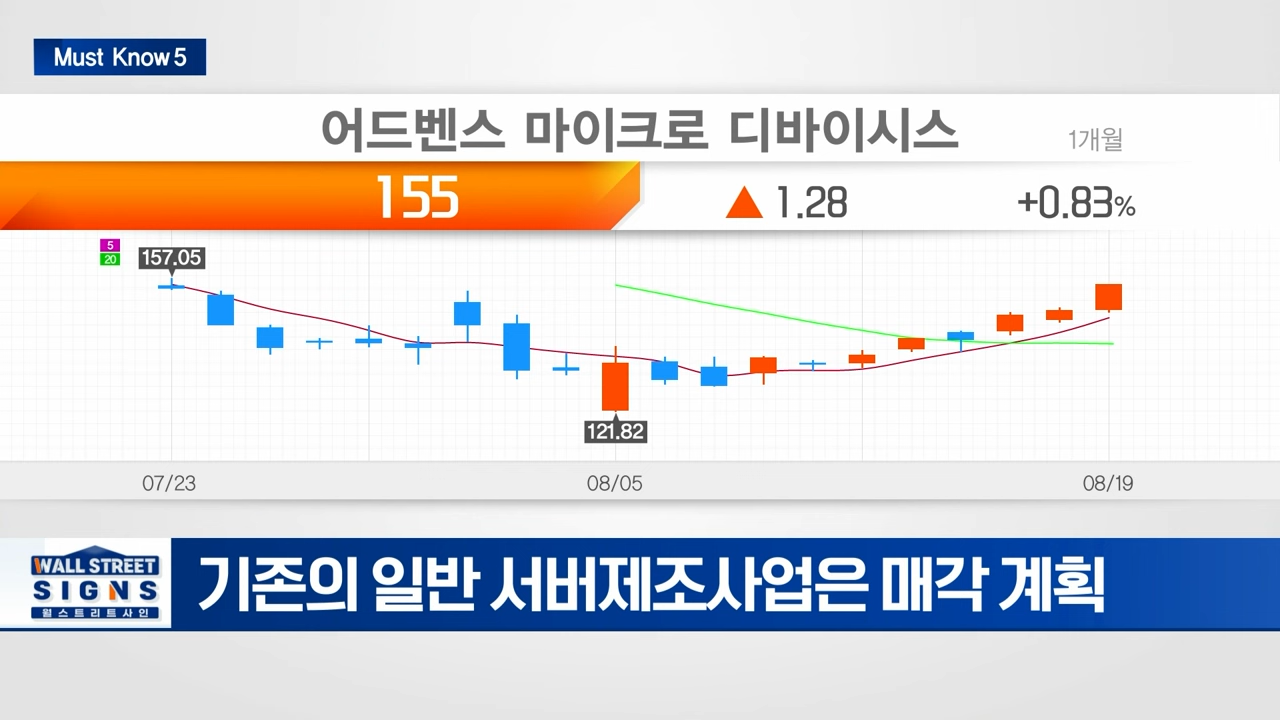 Must Know 5
어드벤스 마이크로 디바이시스
1개월
155
▲ 1.28
+0.83%
5
20
157.05
121.82
07/23
08/05
08/19
WALL STREET
SIGNS
월스트리트사인
기존의 일반 서버제조사업은 매각 계획